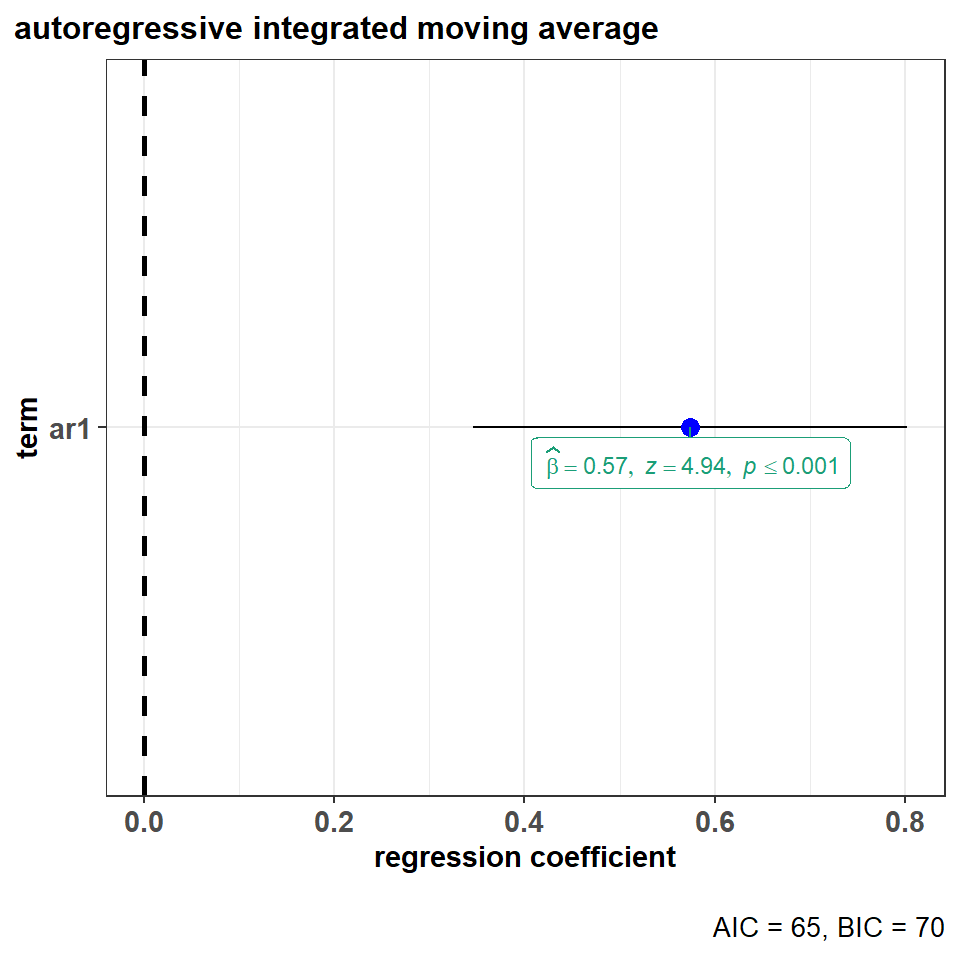 autoregressive integrated moving average
term
ar1
β̂ = 0.57, z = 4.94, p ≤ 0.001
0.0 0.2 0.4 0.6 0.8
regression coefficient
AIC = 65, BIC = 70